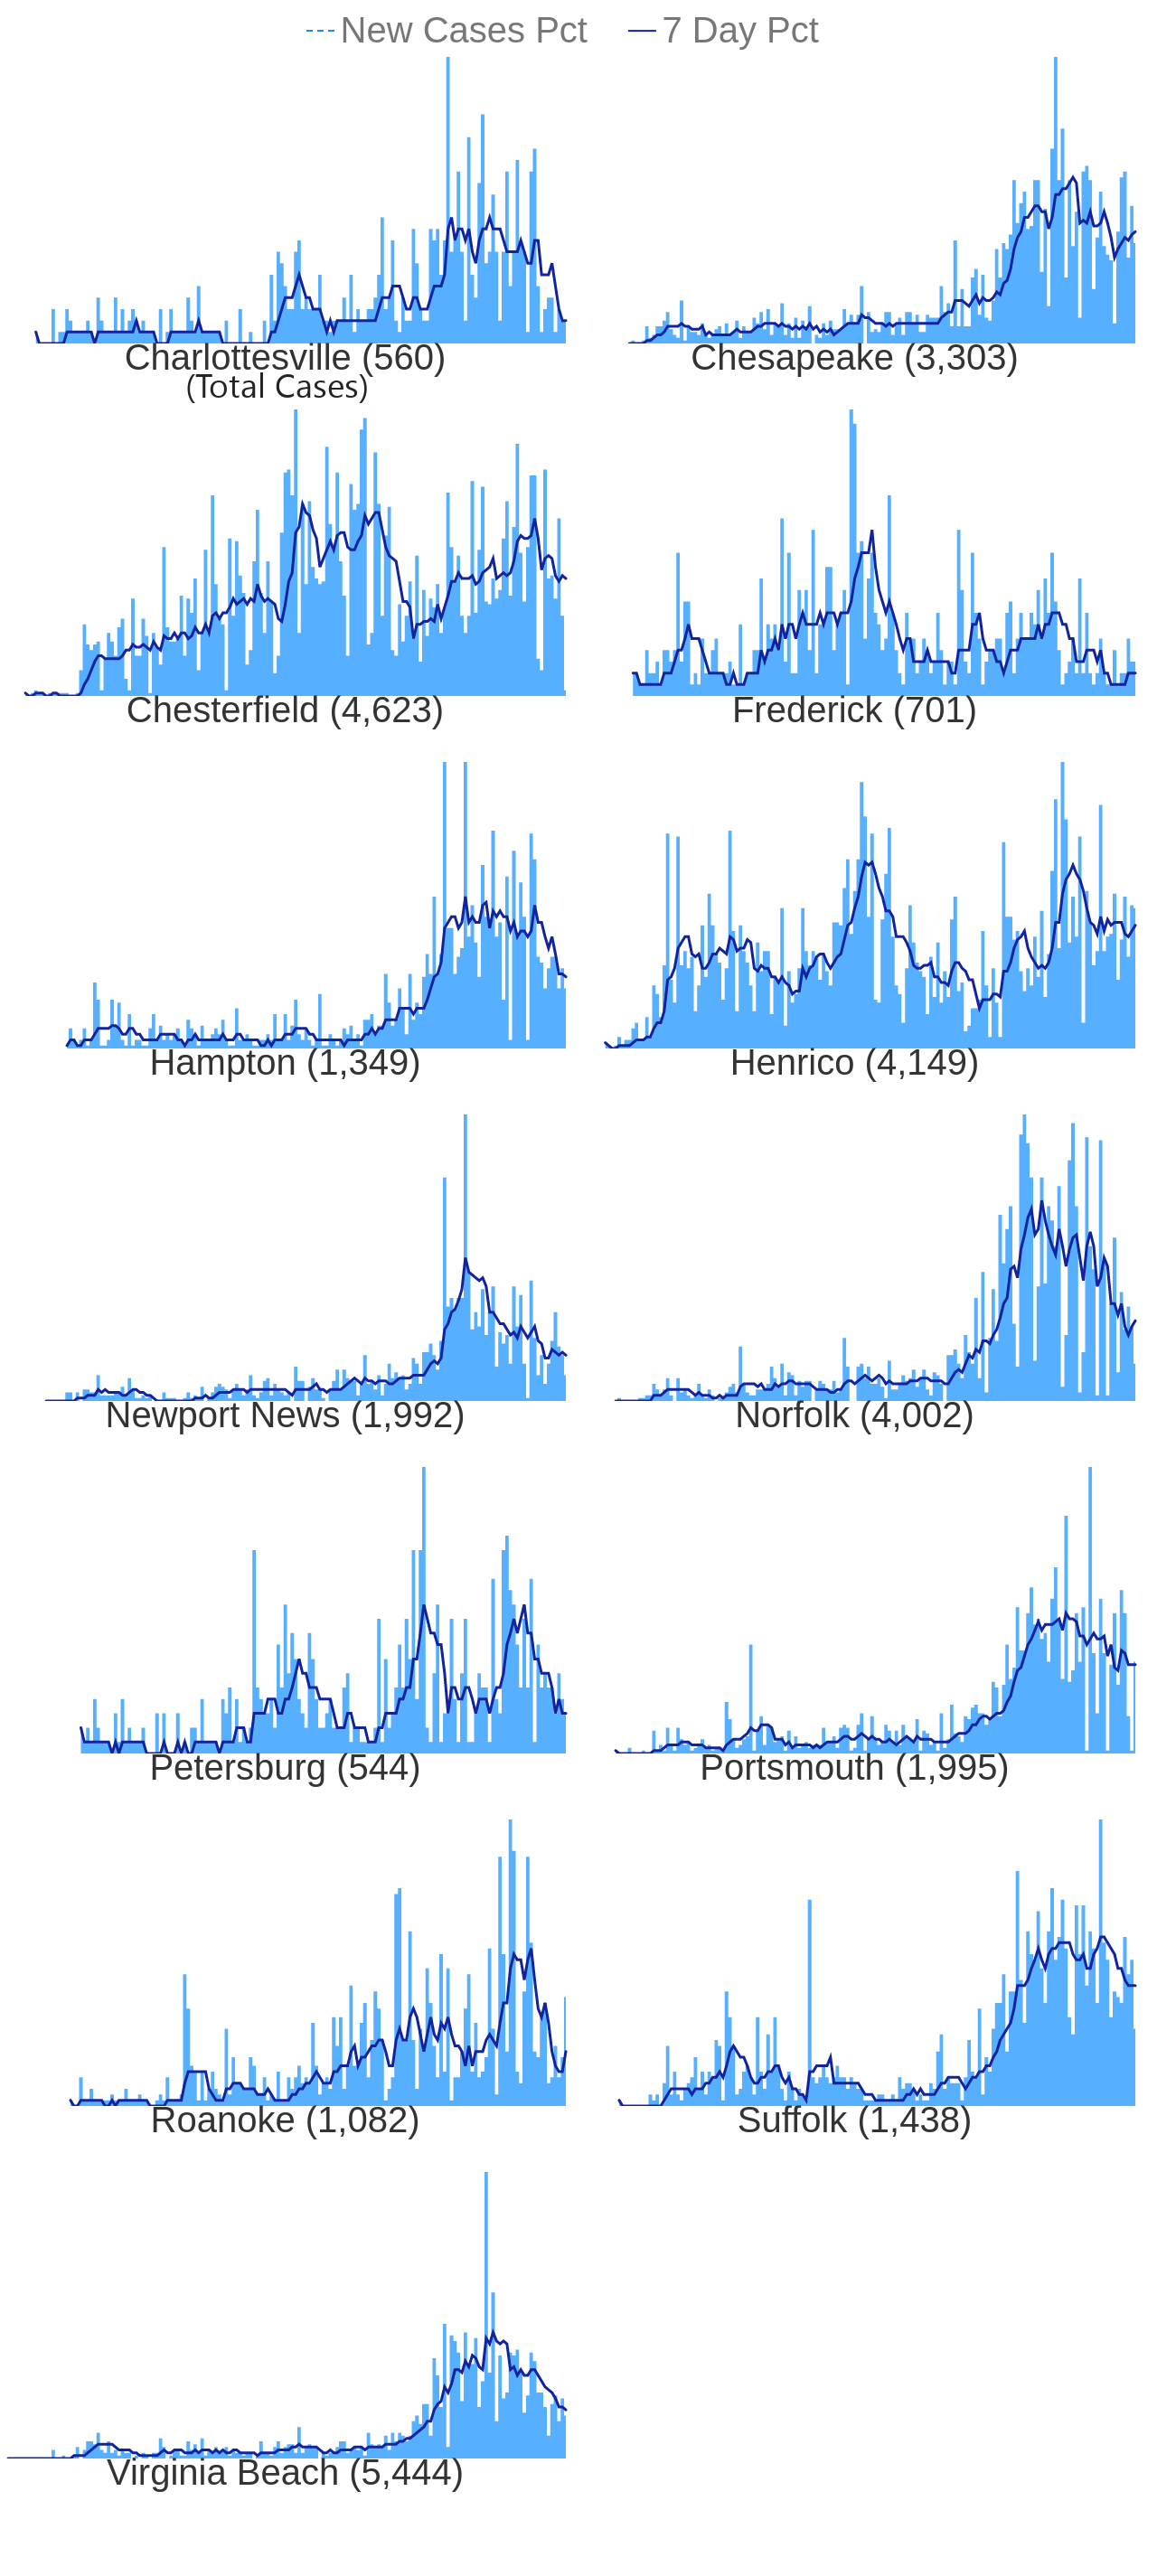 New Cases Pct 7 Day Pct
Charlottesville (560) Chesapeake (3,303)
(Total Cases)
Chesterfield (4,623) Frederick (701)
Hampton (1,349) Henrico (4,149)
Newport News (1,992) Norfolk (4,002)
Petersburg (544) Portsmouth (1,995)
Roanoke (1,082) Suffolk (1,438)
Virginia Beach (5,444)